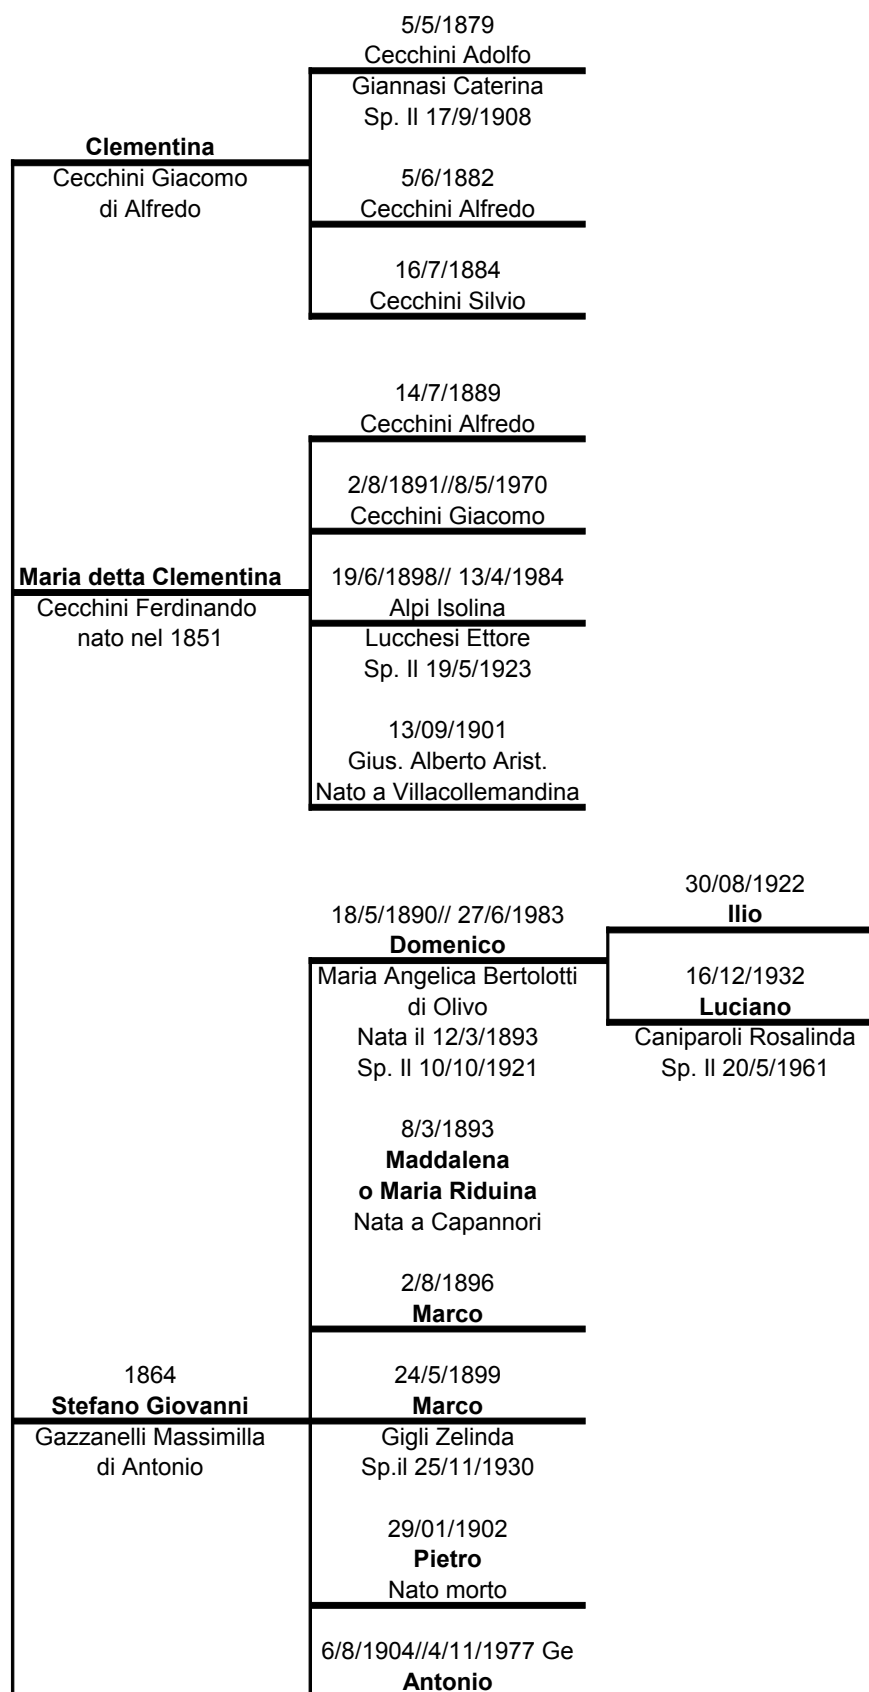 5/5/1879
Cecchini Adolfo
Giannasi Caterina
Sp. Il 17/9/1908
Clementina
Cecchini Giacomo
di Alfredo
5/6/1882
Cecchini Alfredo
16/7/1884
Cecchini Silvio
14/7/1889
Cecchini Alfredo
2/8/1891//8/5/1970
Cecchini Giacomo
Maria detta Clementina
Cecchini Ferdinando
nato nel 1851
19/6/1898// 13/4/1984
Alpi Isolina
Lucchesi Ettore
Sp. Il 19/5/1923
13/09/1901
Gius. Alberto Arist.
Nato a Villacollemandina
18/5/1890// 27/6/1983
Domenico
Maria Angelica Bertolotti
di Olivo
Nata il 12/3/1893
Sp. Il 10/10/1921
30/08/1922
Ilio
16/12/1932
Luciano
Caniparoli Rosalinda
Sp. Il 20/5/1961
8/3/1893
Maddalena
o Maria Riduina
Nata a Capannori
2/8/1896
Marco
1864
Stefano Giovanni
Gazzanelli Massimilla
di Antonio
24/5/1899
Marco
Gigli Zelinda
Sp.il 25/11/1930
29/01/1902
Pietro
Nato morto
6/8/1904//4/11/1977 Ge
Antonio